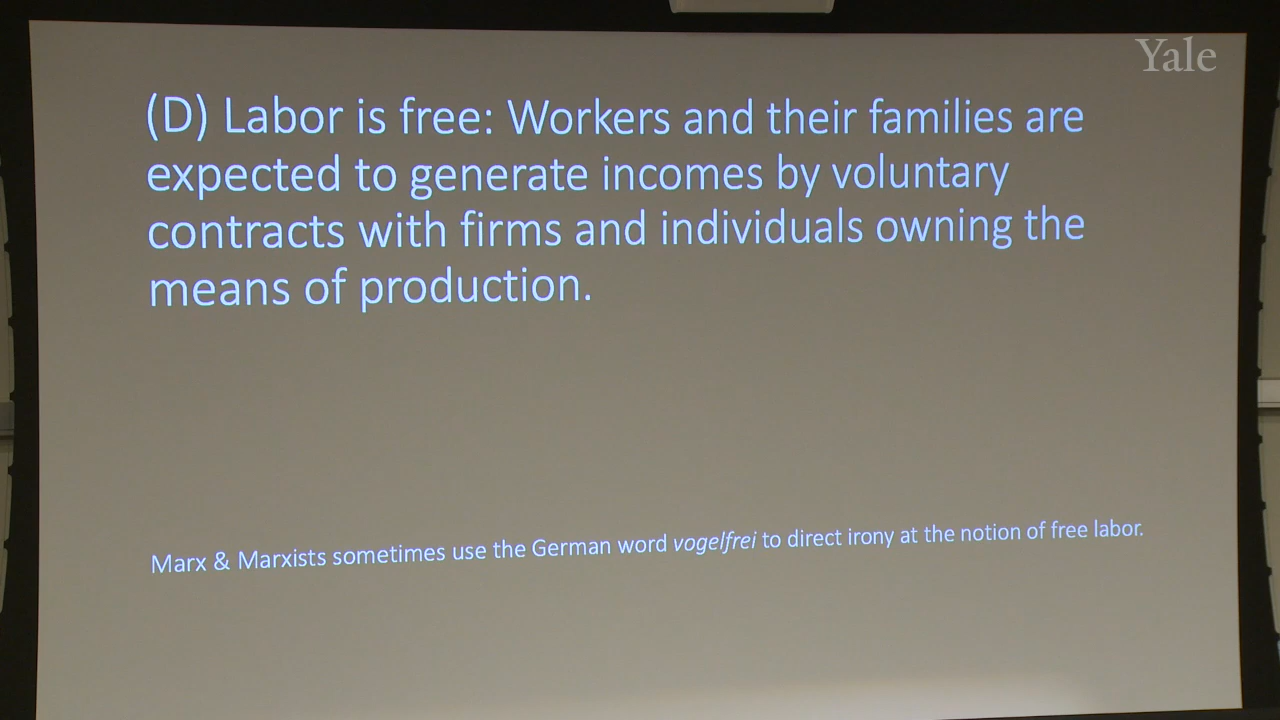 Yale
(D) Labor is free: Workers and their families are
expected to generate incomes by voluntary
contracts with firms and individuals owning the
means of production.
Marx & Marxists sometimes use the German word vogelfrei to direct irony at the notion of free labor.